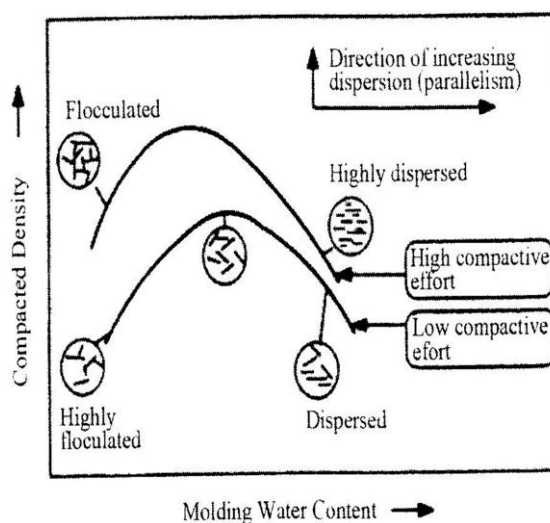 Direction of increasing
dispersion (parallelism)
Flocculated
Highly dispersed
High compactive
effort
Low compactive
efort
Highly
floculated
Dispersed
Compacted Density
Molding Water Content